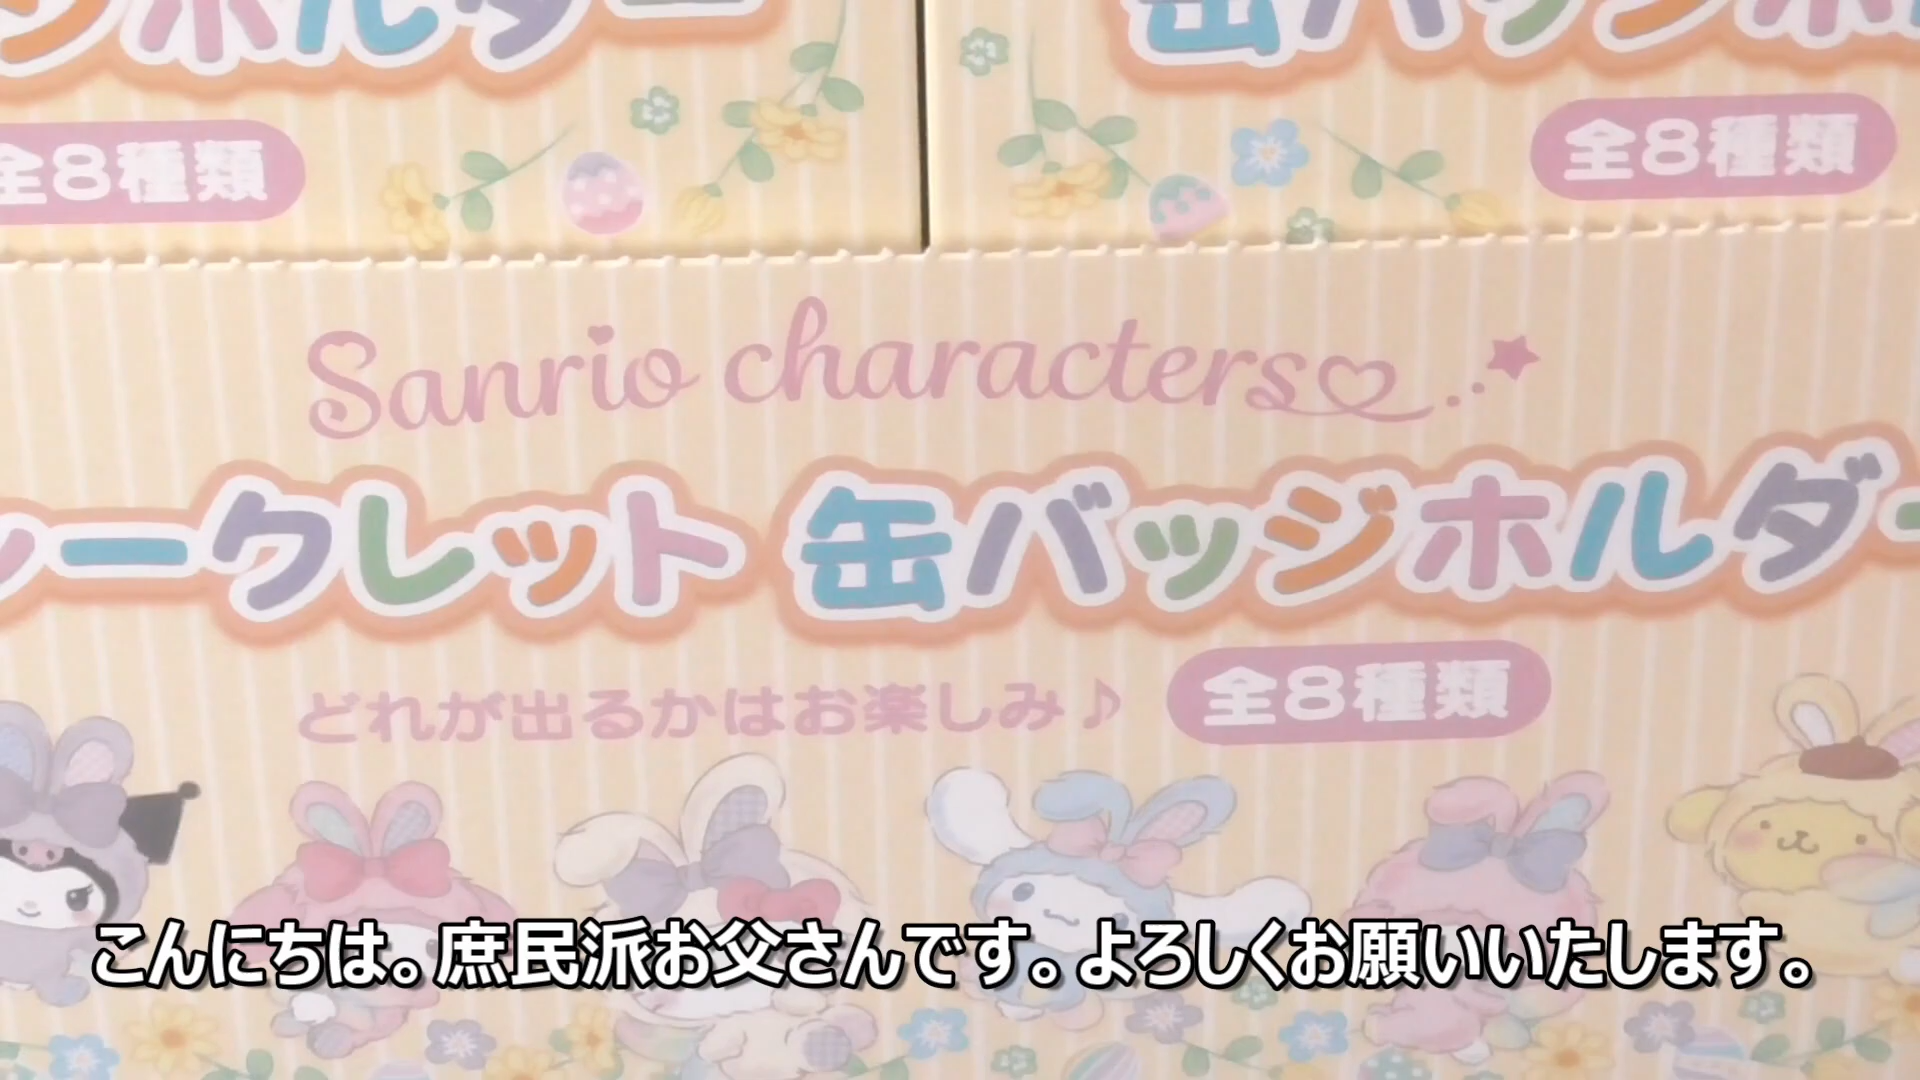 ジホルダー
缶バッジホル
全8種類
全8種類
Sanrio characters
シークレット 缶バッジホルダー
どれが出るかはお楽しみ♪
全8種類
こんにちは。庶民派お父さんです。よろしくお願いいたします。